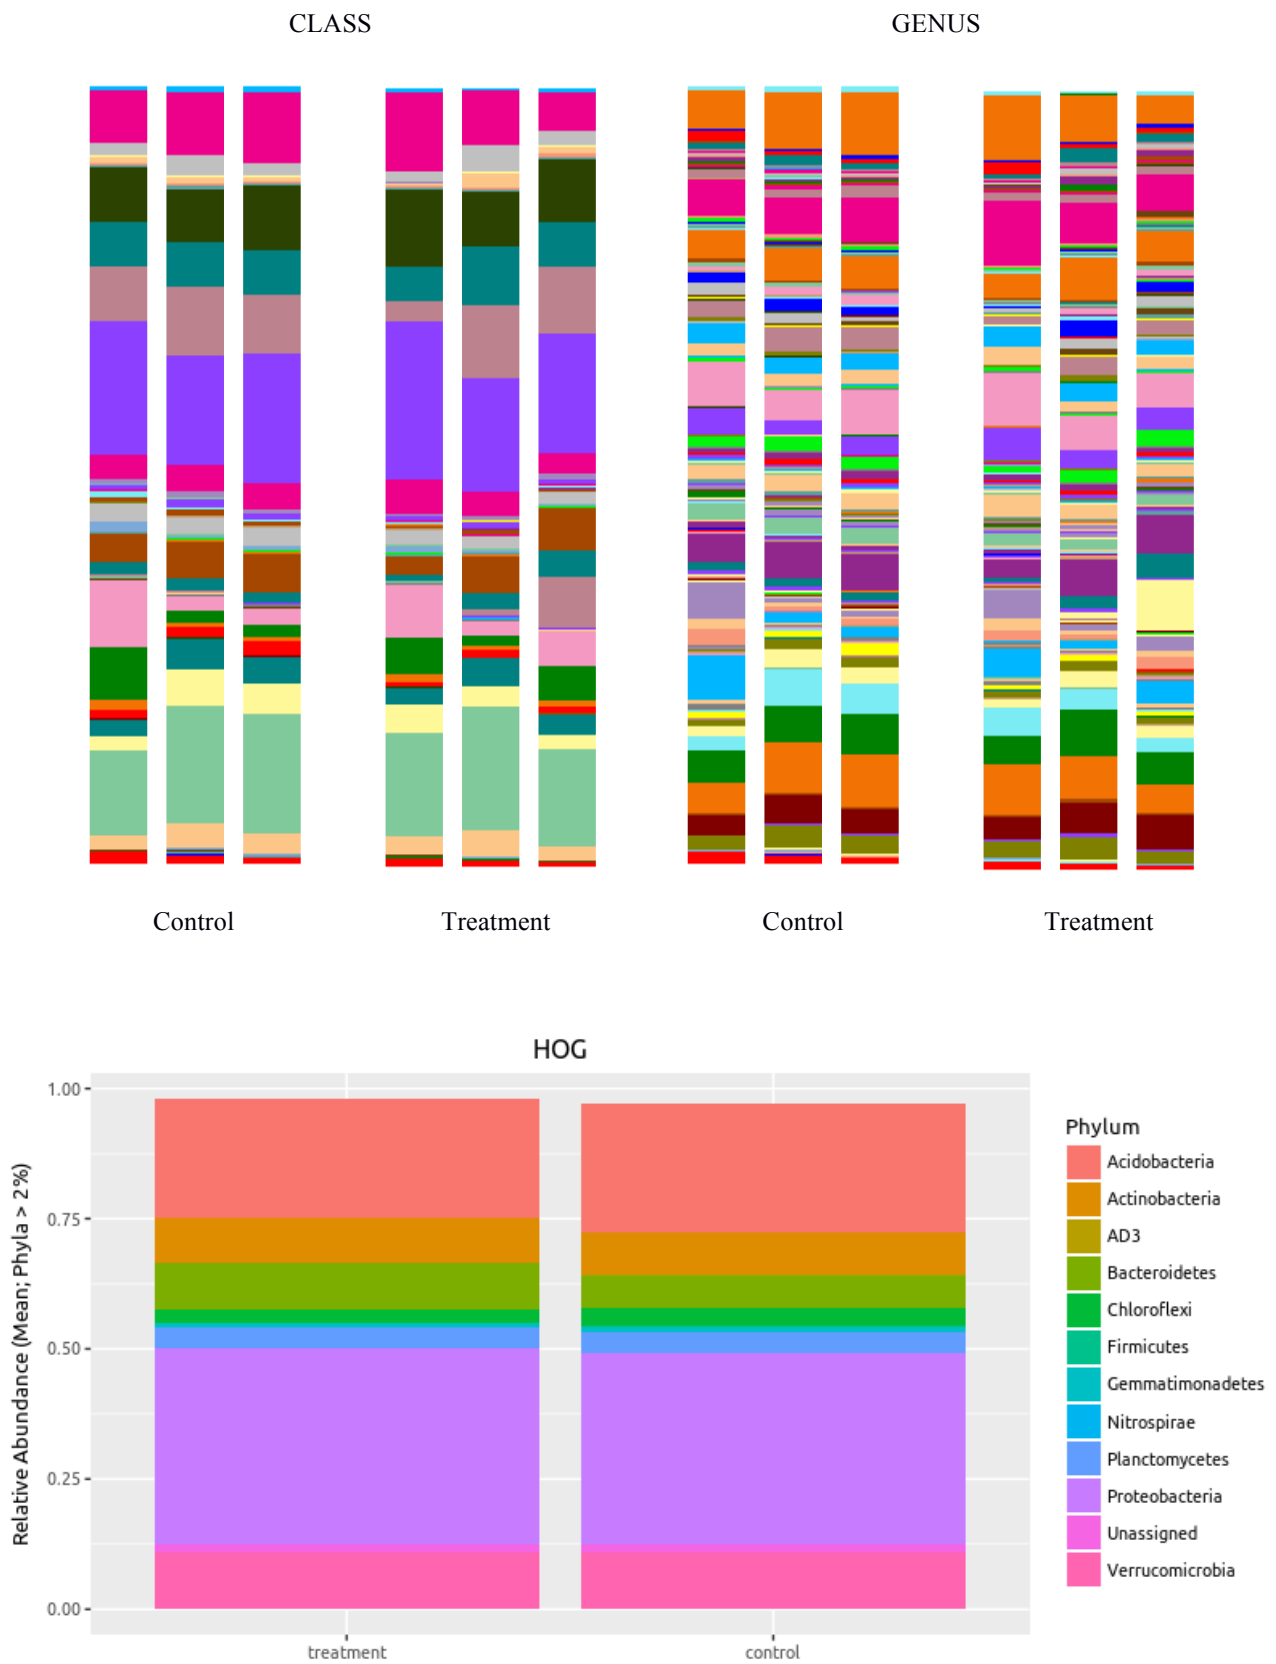 CLASS GENUS
Control Treatment Control Treatment
HOG
Relative Abundance (Mean; Phyla > 2%)
1.00
0.75
0.50
0.25
0.00
treatment control
Phylum
Acidobacteria
Actinobacteria
AD3
Bacteroidetes
Chloroflexi
Firmicutes
Gemmatimonadetes
Nitrospirae
Planctomycetes
Proteobacteria
Unassigned
Verrucomicrobia